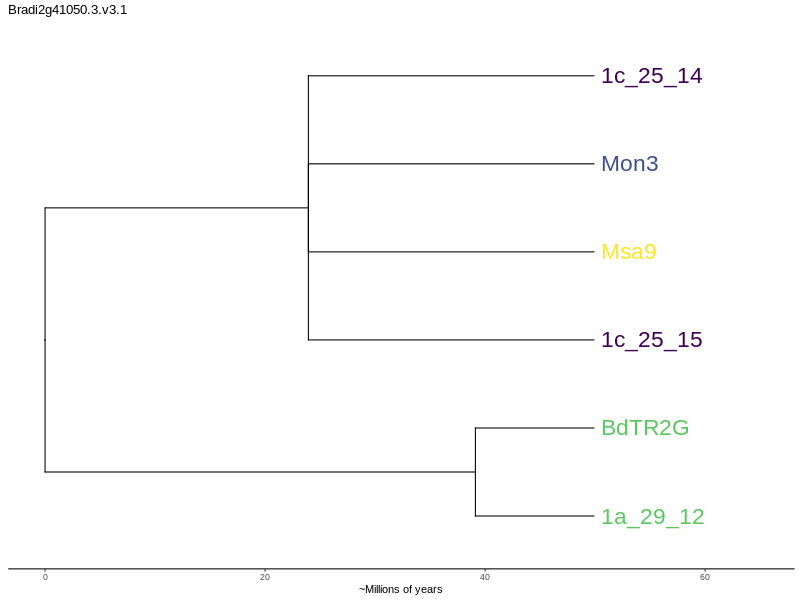 Bradi2g41050.3.v3.1
1c_25_14
Mon3
Msa9
1c_25_15
BdTR2G
1a_29_12
0 20 40 60
~Millions of years